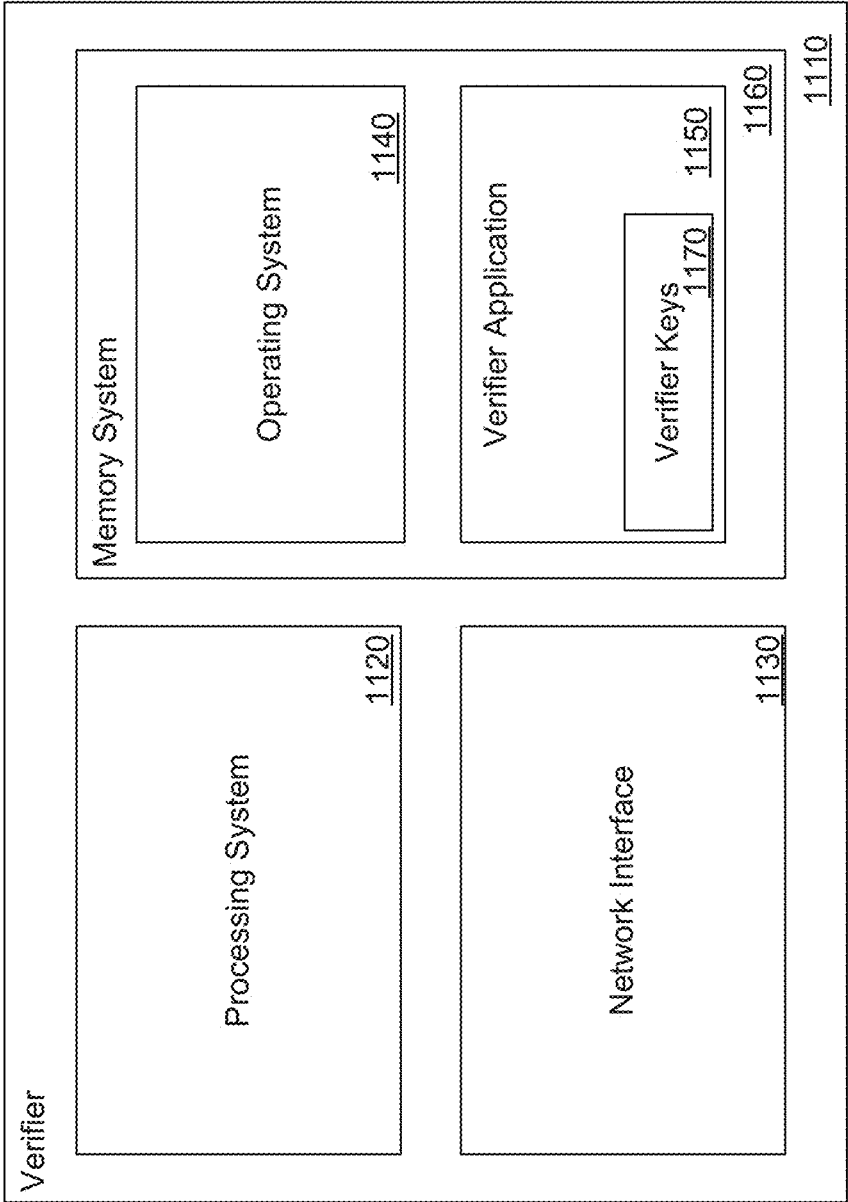 Verifier
Processing System
1120
Network Interface
1130
Memory System
Operating System
1140
Verifier Application
Verifier Keys
1170
1150
1160
1110